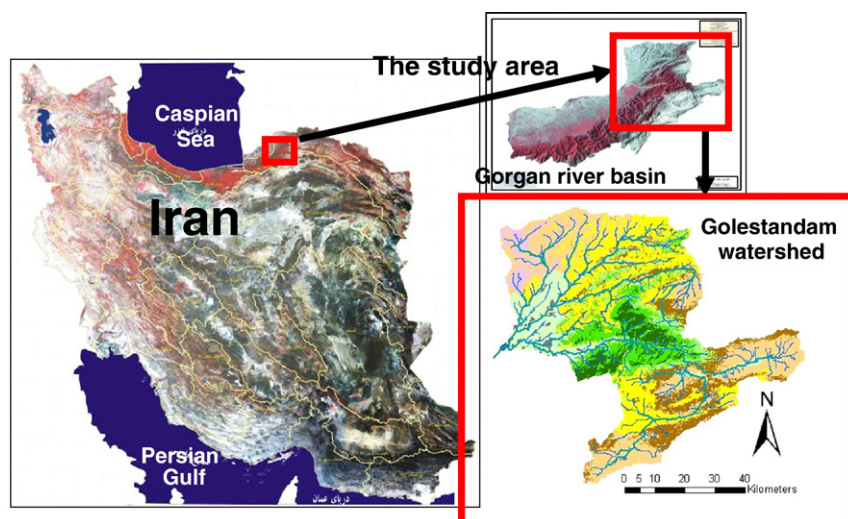 The study area
Caspian
Sea
دریای خزر
Iran
Persian
Gulf
دریای عمان
Gorgan river basin
Golestandam
watershed
N
0 5 10 20 30 40
Kilometers